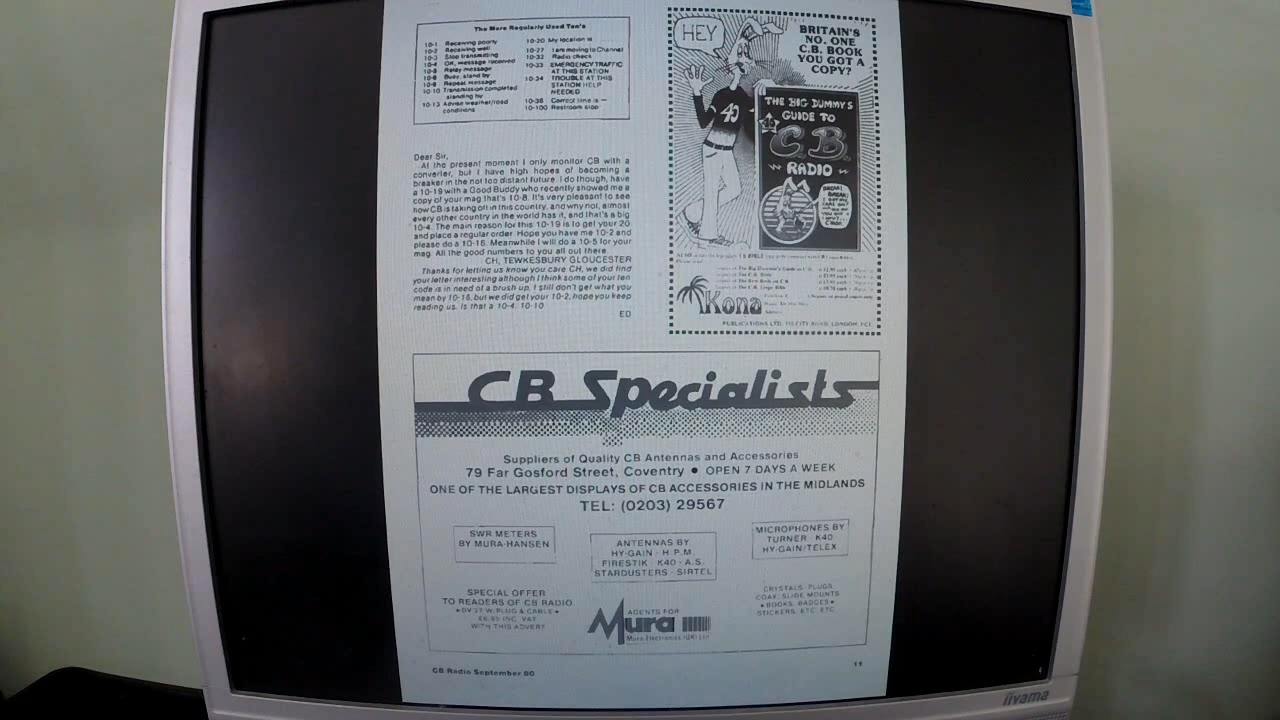 The More Regularly Used Ten's
10-1 Receiving poorly
10-2 Receiving well
10-3 Stop transmitting
10-4 OK, message received
10-5 Relay message
10-6 Busy, stand by
10-9 Repeat message
10-10 Transmission completed
standing by
10-13 Advise weather/road
conditions
10-20 My location is
10-27 I am moving to Channel
10-32 Radio check
10-33 EMERGENCY TRAFFIC
AT THIS STATION
10-34 TROUBLE AT THIS
STATION HELP
NEEDED
10-36 Correct time is —
10-100 Restroom stop
Dear Sir,
At the present moment I only monitor CB with a
converter, but I have high hopes of becoming a
breaker in the not too distant future. I do though, have
a 10-19 with a Good Buddy who recently showed me a
copy of your mag that's 10-8. It's very pleasant to see
how CB is taking off in this country, and why not, almost
every other country in the world has it, and that's a big
10-4. The main reason for this 10-19 is to get your 20
and place a regular order. Hope you have me 10-2 and
please do a 10-16. Meanwhile I will do a 10-5 for your
mag. All the good numbers to you all out there.
CH, TEWKESBURY GLOUCESTER
Thanks for letting us know you care CH, we did find
your letter interesting although I think some of your ten
code is in need of a brush up, I still don't get what you
mean by 10-16, but we did get your 10-2, hope you keep
reading us. Is that a 10-4. 10-10
ED
HEY
BRITAIN'S
NO. ONE
C.B. BOOK
YOU GOT A
COPY?
40
THE BIG DUMMY'S
GUIDE TO
C.B.
RADIO
Kona
PUBLICATIONS LTD, CITY ROAD, LONDON, EC1
CB Specialists
Suppliers of Quality CB Antennas and Accessories
79 Far Gosford Street, Coventry • OPEN 7 DAYS A WEEK
ONE OF THE LARGEST DISPLAYS OF CB ACCESSORIES IN THE MIDLANDS
TEL: (0203) 29567
SWR METERS
BY MURA-HANSEN
ANTENNAS BY
HY-GAIN · H.P.M.
FIRESTIK · K40 · A.S.
STARDUSTERS · SIRTEL
MICROPHONES BY
TURNER · K40
HY-GAIN/TELEX
SPECIAL OFFER
TO READERS OF CB RADIO
• DV 27 W/PLUG & CABLE •
£6.95 INC. VAT
WITH THIS ADVERT
AGENTS FOR
Mura
Mura Electronics (UK) Ltd
CRYSTALS · PLUGS,
COAX, SLIDE MOUNTS
• BOOKS, BADGES •
STICKERS, ETC, ETC.
CB Radio September 80
11
iiyama